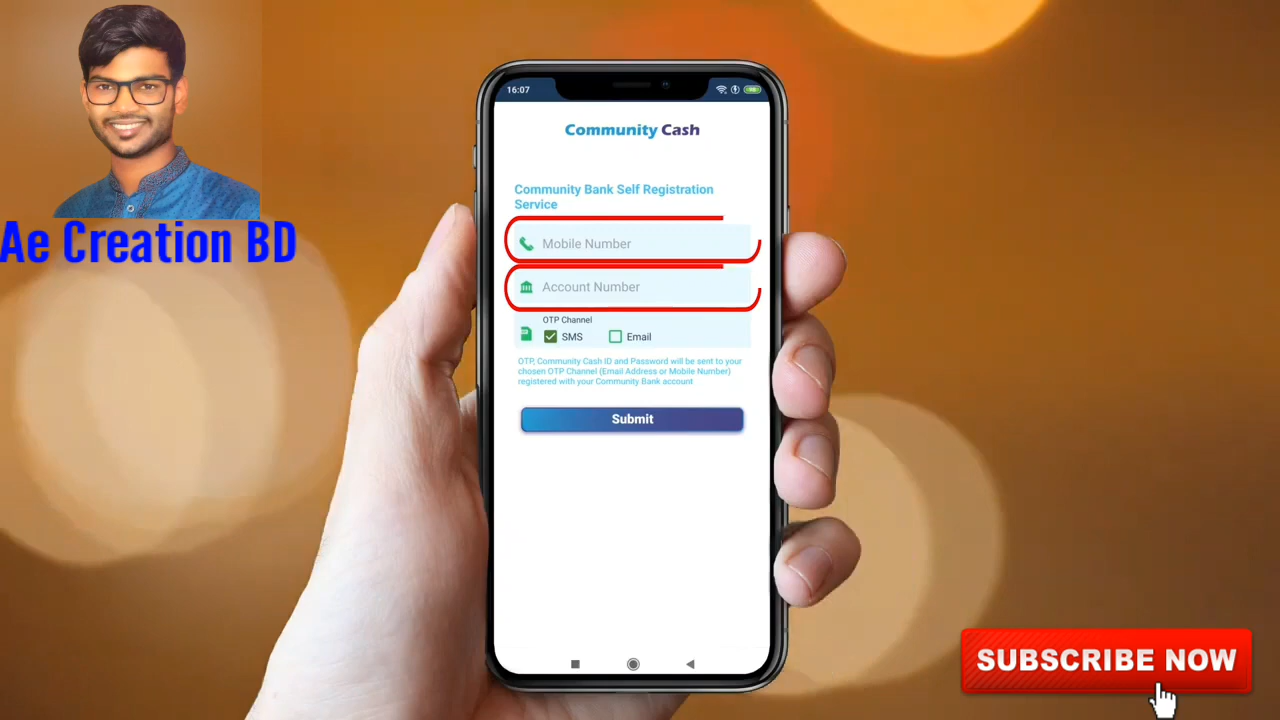 16:07
Community Cash
Ae Creation BD
Community Bank Self Registration
Service
Mobile Number
Account Number
OTP Channel
SMS
Email
OTP, Community Cash ID and Password will be sent to your
chosen OTP Channel (Email Address or Mobile Number)
registered with your Community Bank account
Submit
SUBSCRIBE NOW